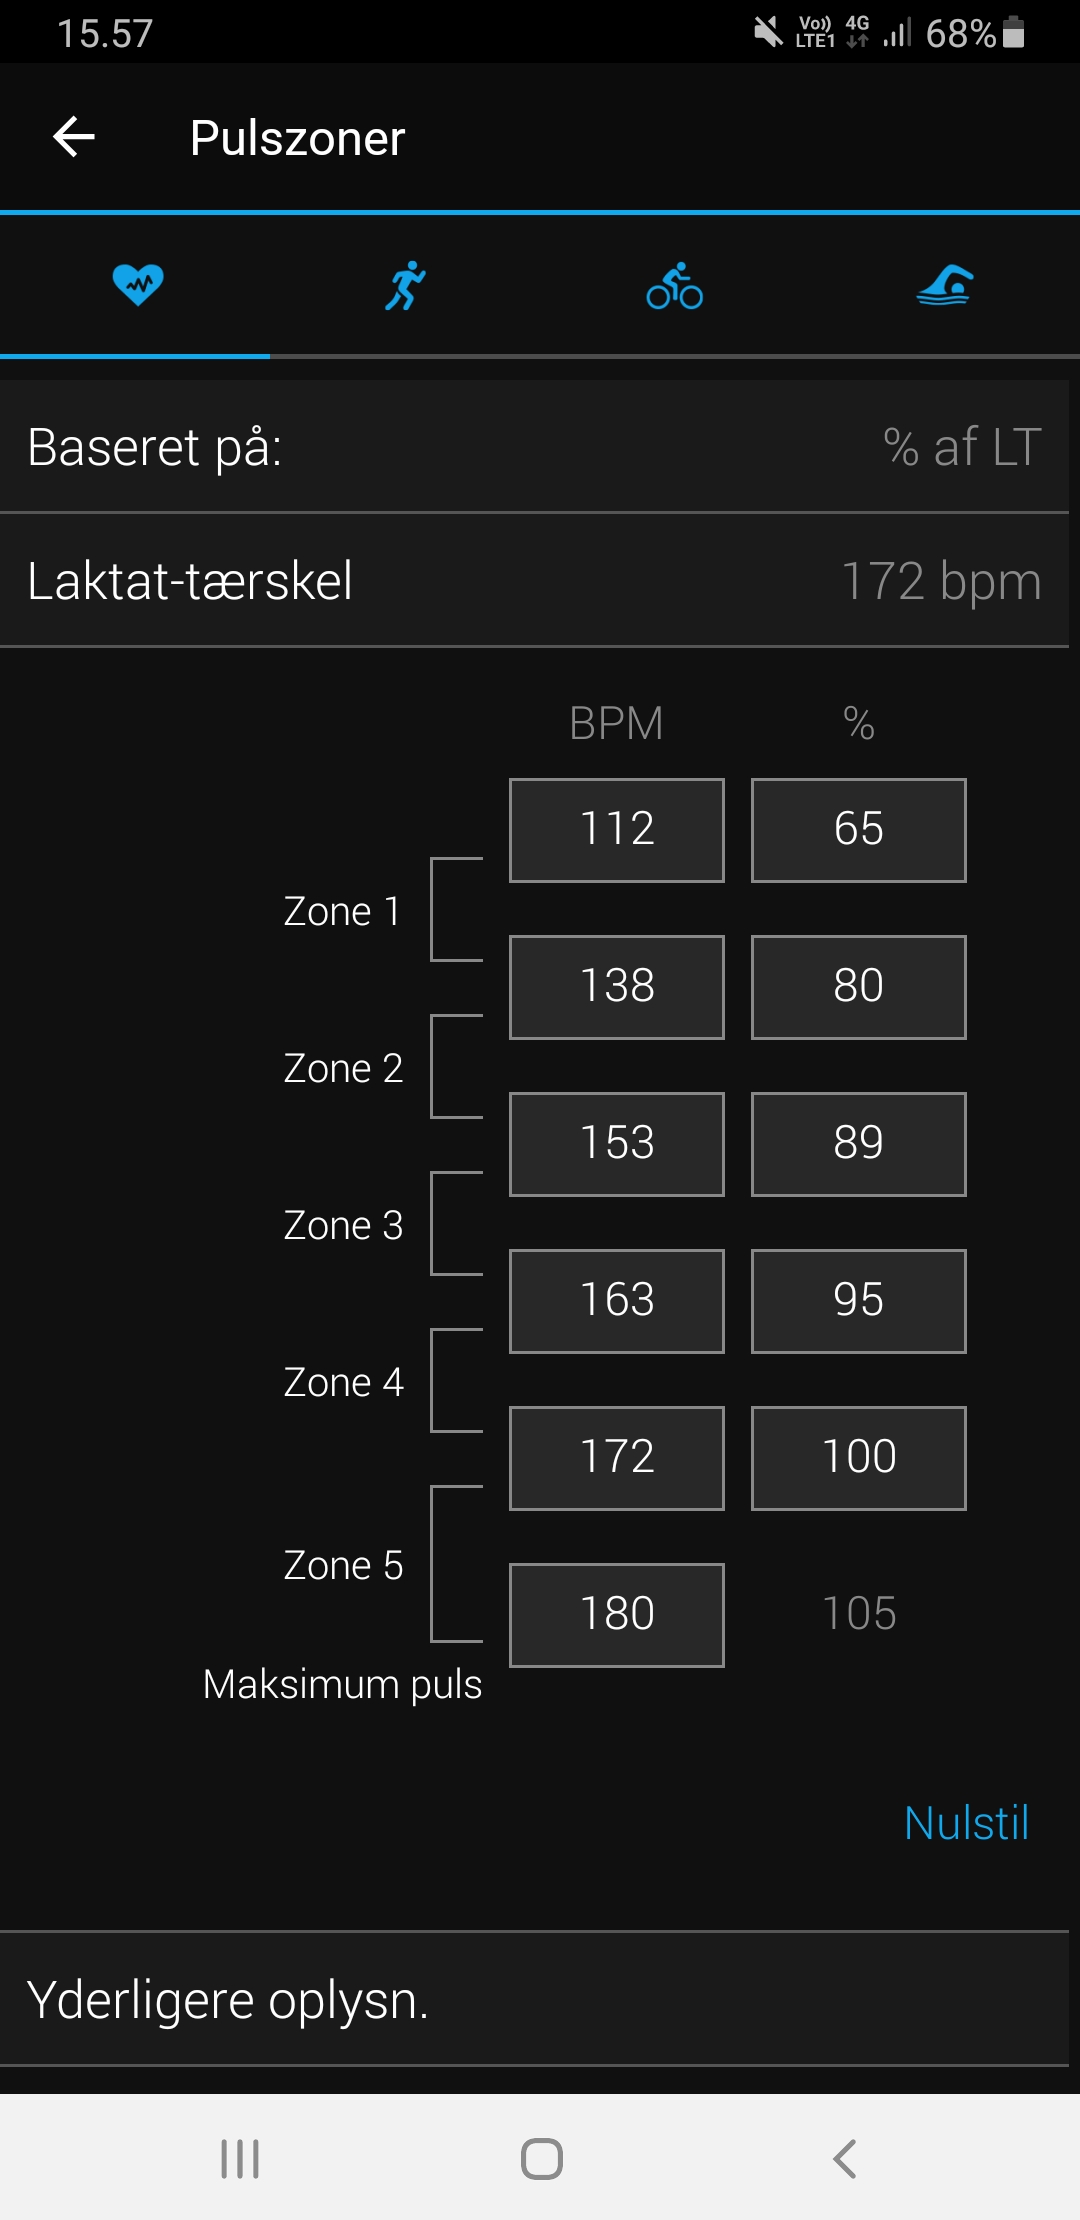 15.57 Vo)) LTE1 4G 68%
Pulszoner
Baseret på: % af LT
Laktat-tærskel 172 bpm
BPM %
112 65
Zone 1
138 80
Zone 2
153 89
Zone 3
163 95
Zone 4
172 100
Zone 5
180 105
Maksimum puls
Nulstil
Yderligere oplysn.